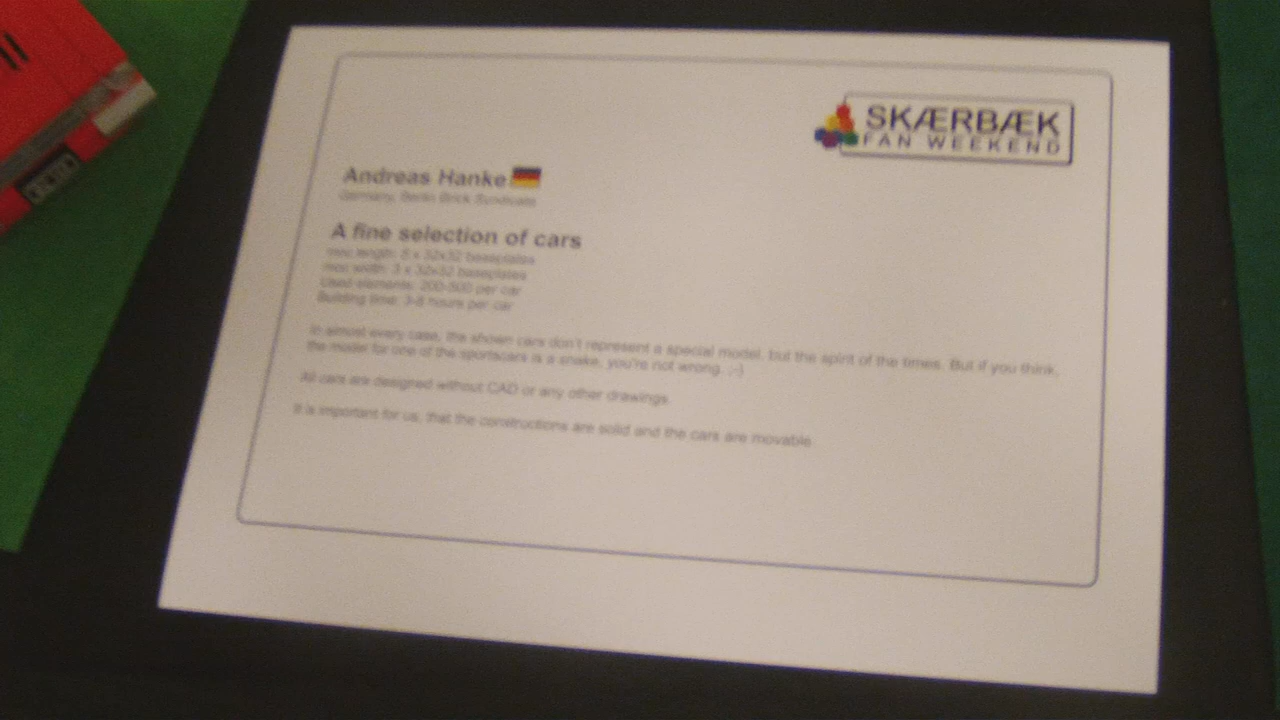 SKÆRBÆK
FAN WEEKEND
Andreas Hanke
Germany, Berlin Brick Syndicate
A fine selection of cars
moc length: 5 x 32x32 baseplates
moc width: 3 x 32x32 baseplates
Used elements: 200-500 per car
Building time: 3-8 hours per car
In almost every case, the shown cars don't represent a special model, but the spirit of the times. But if you think,
the model for one of the sportscars is a snake, you're not wrong. ;-)
All cars are designed without CAD or any other drawings
It is important for us, that the constructions are solid and the cars are movable